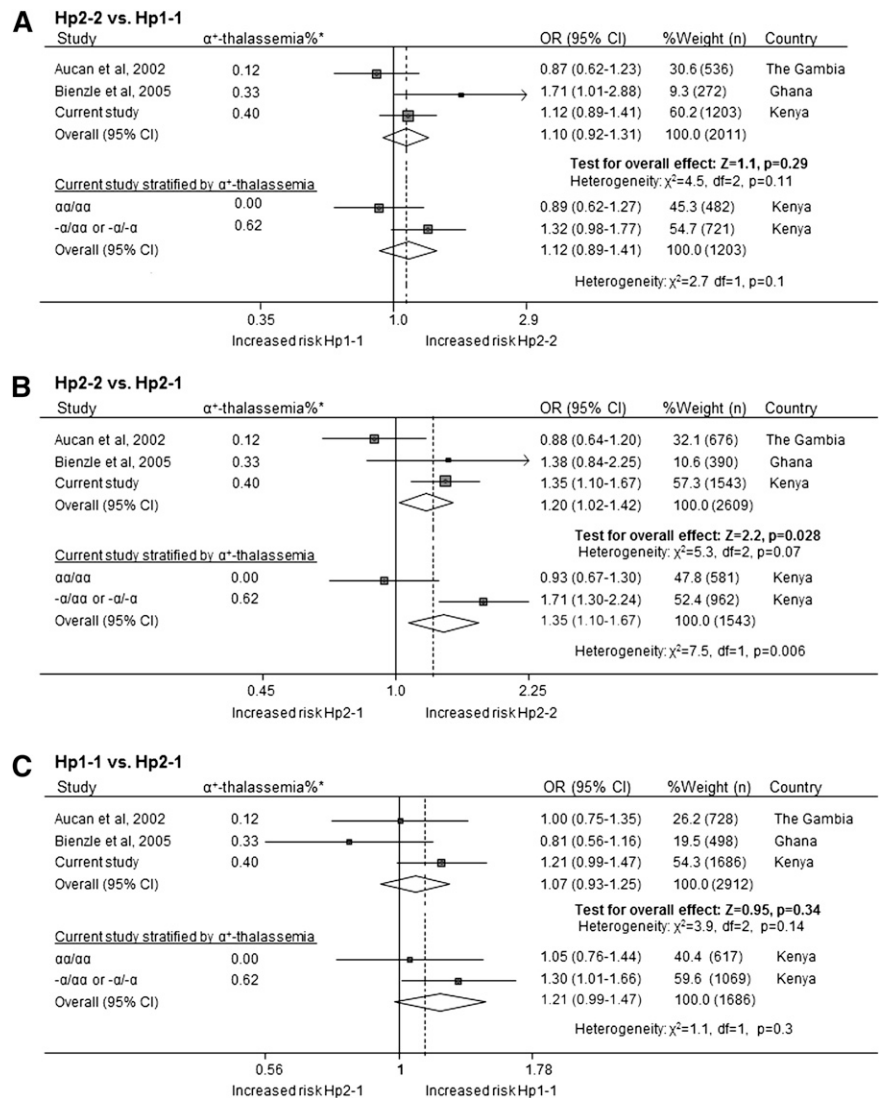 A Hp2-2 vs. Hp1-1
Study α⁺-thalassemia%* OR (95% CI) %Weight (n) Country
Aucan et al, 2002 0.12 0.87 (0.62-1.23) 30.6 (536) The Gambia
Bienzle et al, 2005 0.33 1.71 (1.01-2.88) 9.3 (272) Ghana
Current study 0.40 1.12 (0.89-1.41) 60.2 (1203) Kenya
Overall (95% CI) 1.10 (0.92-1.31) 100.0 (2011)
Test for overall effect: Z=1.1, p=0.29
Heterogeneity: χ²=4.5, df=2, p=0.11
Current study stratified by α⁺-thalassemia
αα/αα 0.00 0.89 (0.62-1.27) 45.3 (482) Kenya
-α/αα or -α/-α 0.62 1.32 (0.98-1.77) 54.7 (721) Kenya
Overall (95% CI) 1.12 (0.89-1.41) 100.0 (1203)
Heterogeneity: χ²=2.7 df=1, p=0.1
0.35 1.0 2.9
Increased risk Hp1-1 Increased risk Hp2-2
B Hp2-2 vs. Hp2-1
Study α⁺-thalassemia%* OR (95% CI) %Weight (n) Country
Aucan et al, 2002 0.12 0.88 (0.64-1.20) 32.1 (676) The Gambia
Bienzle et al, 2005 0.33 1.38 (0.84-2.25) 10.6 (390) Ghana
Current study 0.40 1.35 (1.10-1.67) 57.3 (1543) Kenya
Overall (95% CI) 1.20 (1.02-1.42) 100.0 (2609)
Test for overall effect: Z=2.2, p=0.028
Heterogeneity: χ²=5.3, df=2, p=0.07
Current study stratified by α⁺-thalassemia
αα/αα 0.00 0.93 (0.67-1.30) 47.8 (581) Kenya
-α/αα or -α/-α 0.62 1.71 (1.30-2.24) 52.4 (962) Kenya
Overall (95% CI) 1.35 (1.10-1.67) 100.0 (1543)
Heterogeneity: χ²=7.5, df=1, p=0.006
0.45 1.0 2.25
Increased risk Hp2-1 Increased risk Hp2-2
C Hp1-1 vs. Hp2-1
Study α⁺-thalassemia%* OR (95% CI) %Weight (n) Country
Aucan et al, 2002 0.12 1.00 (0.75-1.35) 26.2 (728) The Gambia
Bienzle et al, 2005 0.33 0.81 (0.56-1.16) 19.5 (498) Ghana
Current study 0.40 1.21 (0.99-1.47) 54.3 (1686) Kenya
Overall (95% CI) 1.07 (0.93-1.25) 100.0 (2912)
Test for overall effect: Z=0.95, p=0.34
Heterogeneity: χ²=3.9, df=2, p=0.14
Current study stratified by α⁺-thalassemia
αα/αα 0.00 1.05 (0.76-1.44) 40.4 (617) Kenya
-α/αα or -α/-α 0.62 1.30 (1.01-1.66) 59.6 (1069) Kenya
Overall (95% CI) 1.21 (0.99-1.47) 100.0 (1686)
Heterogeneity: χ²=1.1, df=1, p=0.3
0.56 1 1.78
Increased risk Hp2-1 Increased risk Hp1-1